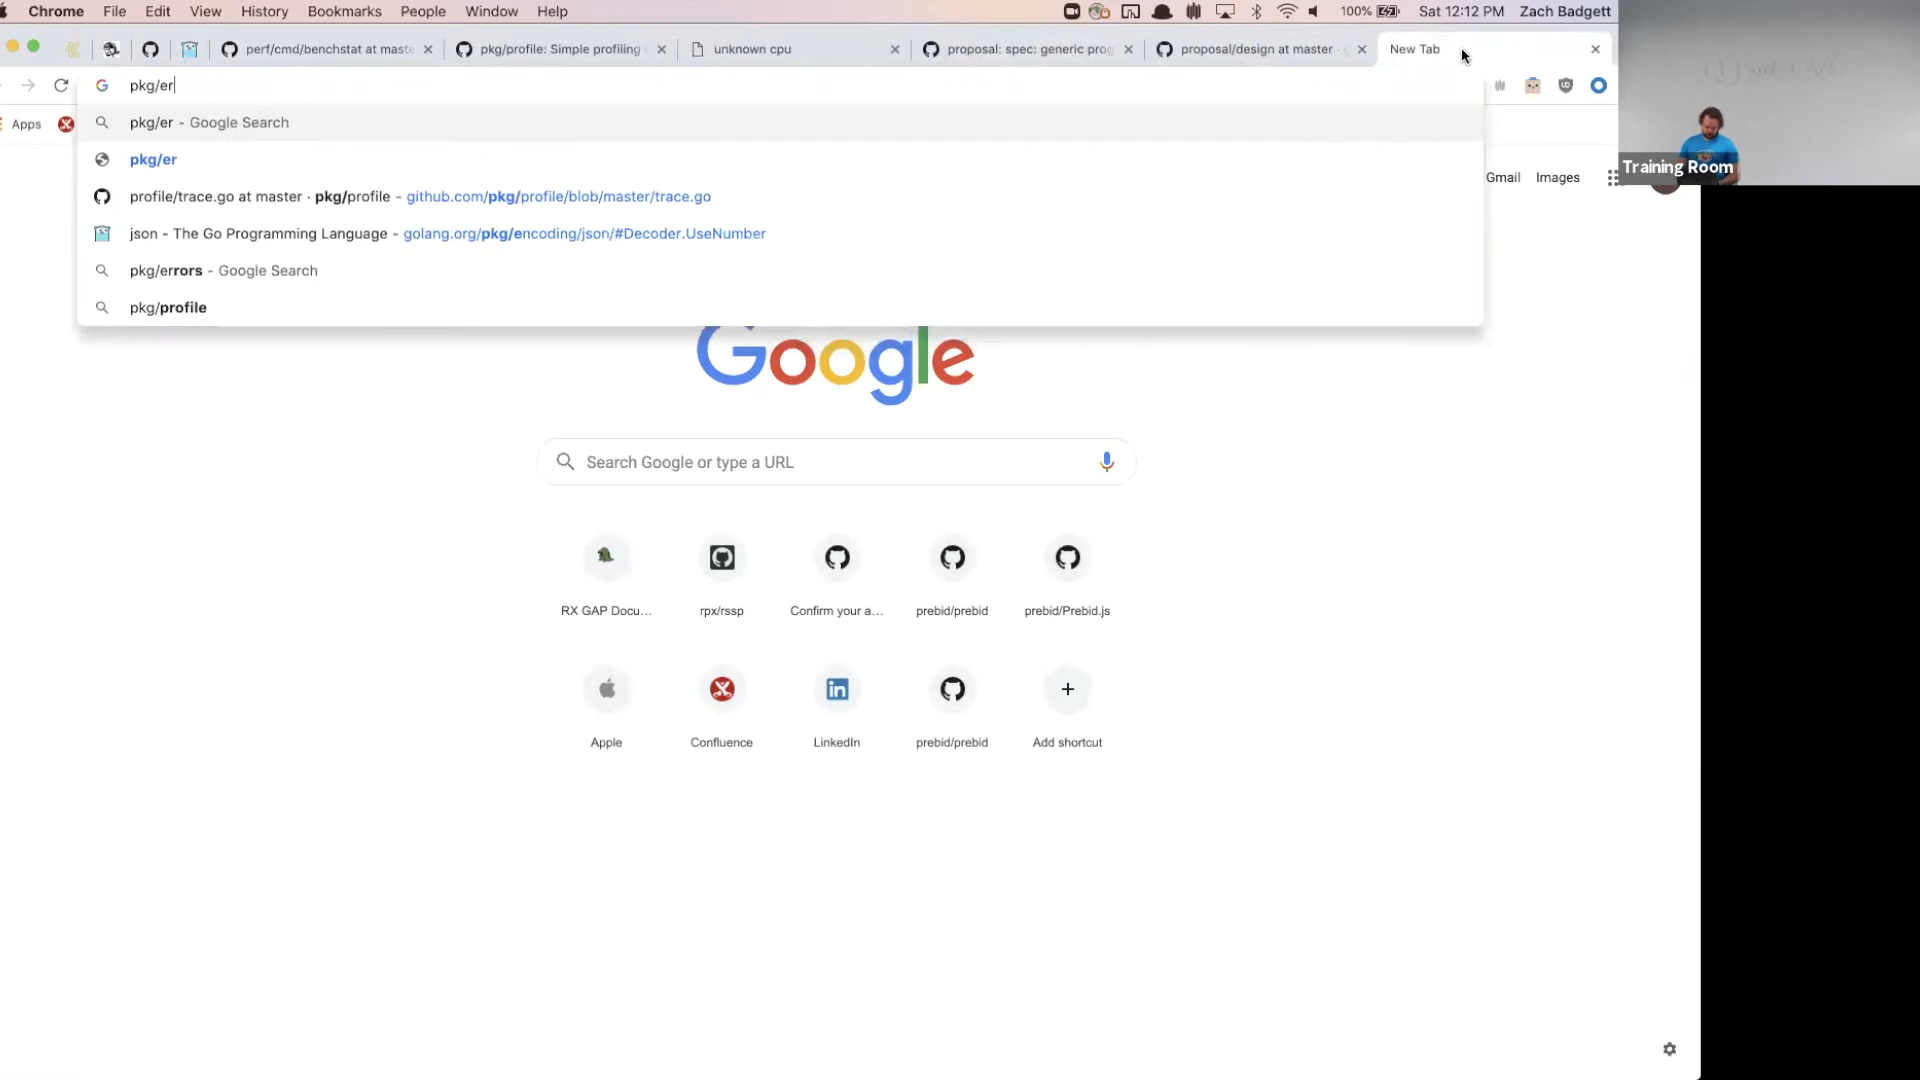 Chrome File Edit View History Bookmarks People Window Help 100% Sat 12:12 PM Zach Badgett
perf/cmd/benchstat at maste pkg/profile: Simple profiling unknown cpu proposal: spec: generic prog proposal/design at master · New Tab
pkg/er
Apps
pkg/er - Google Search
pkg/er
profile/trace.go at master · pkg/profile - github.com/pkg/profile/blob/master/trace.go
json - The Go Programming Language - golang.org/pkg/encoding/json/#Decoder.UseNumber
pkg/errors - Google Search
pkg/profile
Gmail Images
Training Room
Google
Search Google or type a URL
RX GAP Docu... rpx/rssp Confirm your a... prebid/prebid prebid/Prebid.js
Apple Confluence LinkedIn prebid/prebid Add shortcut